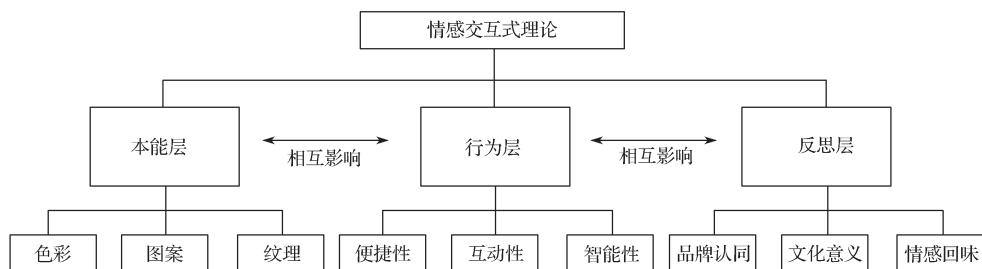 情感交互式理论
本能层
相互影响
行为层
相互影响
反思层
色彩
图案
纹理
便捷性
互动性
智能性
品牌认同
文化意义
情感回味